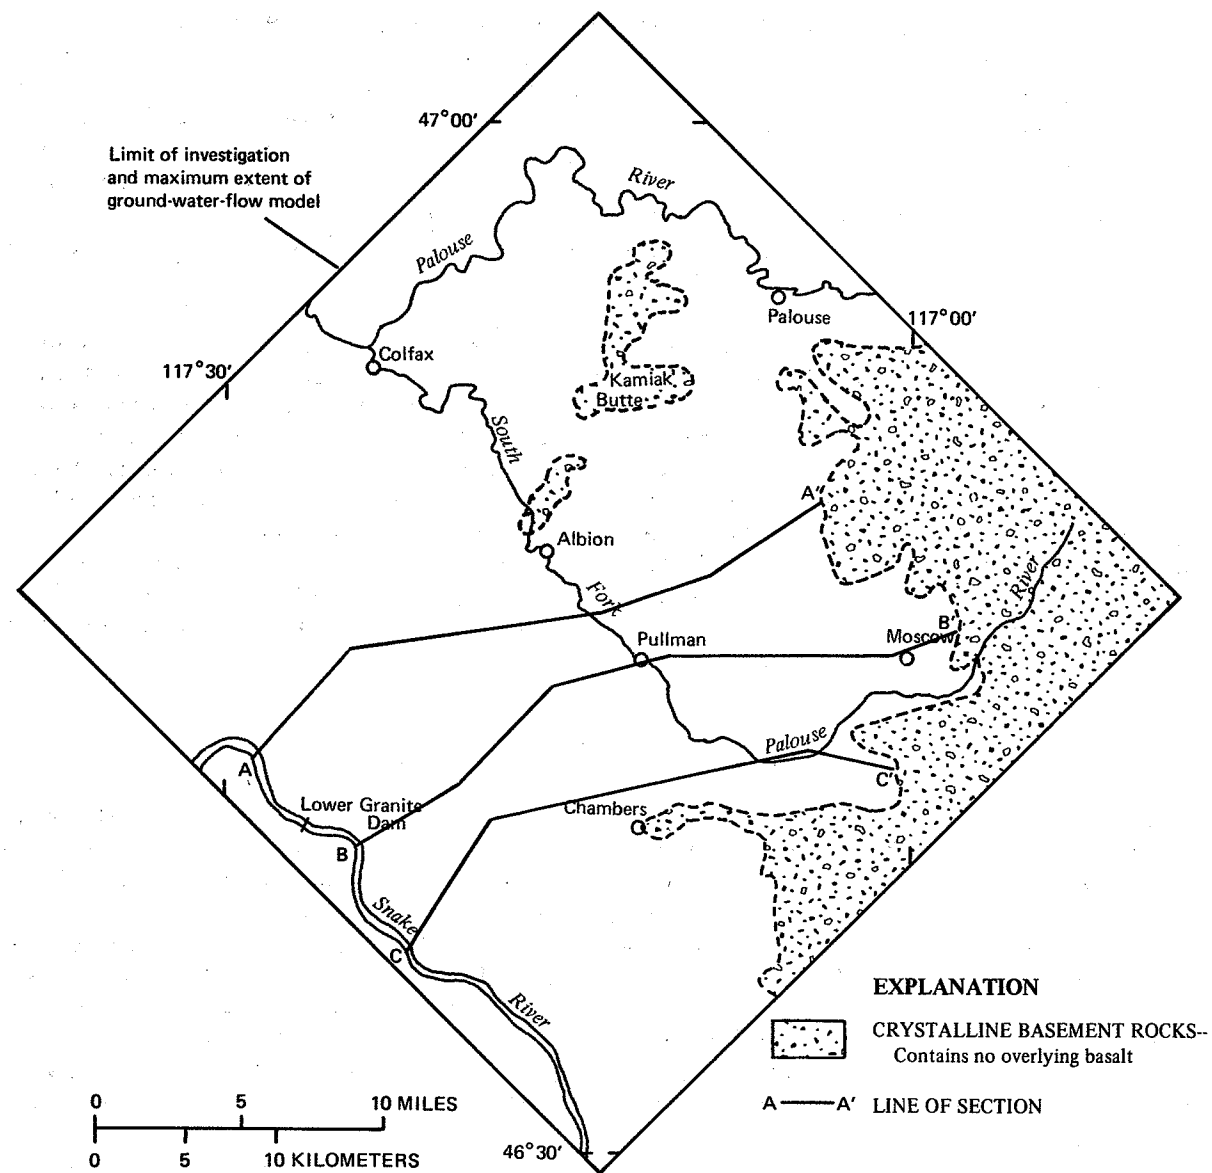 47°00'
Limit of investigation
and maximum extent of
ground-water-flow model
River
Palouse
Palouse
117°00'
Colfax
117°30'
Kamiak
Butte
South
A'
Albion
Fork
River
B'
Pullman
Moscow
Palouse
A
C'
Lower Granite
Dam
Chambers
B
Snake
C
River
EXPLANATION
CRYSTALLINE BASEMENT ROCKS--
Contains no overlying basalt
A A' LINE OF SECTION
0 5 10 MILES
0 5 10 KILOMETERS
46°30'